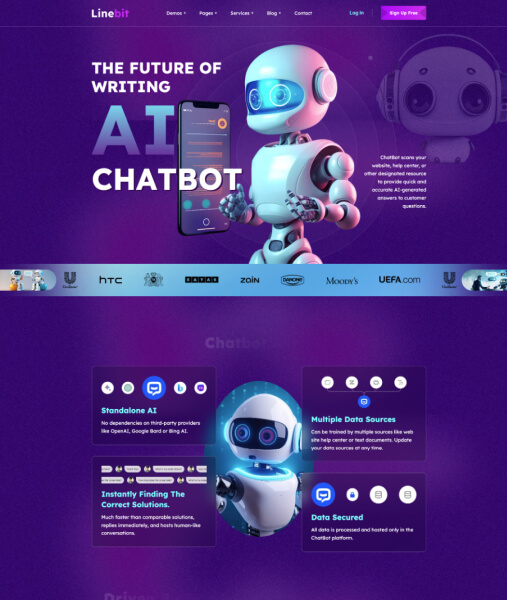 Linebit
Demos
Pages
Services
Blog
Contact
Log In
Sign Up Free
THE FUTURE OF
WRITING
AI
CHATBOT
ChatBot scans your
website, help center, or
other designated resource
to provide quick and
accurate AI-generated
answers to customer
questions.
Unilever
hTC
zain
DANONE
MOODY'S
UEFA.com
Unilever
Chatbot
Standalone AI
No dependencies on third-party providers
like OpenAI, Google Bard or Bing AI.
Multiple Data Sources
Can be trained by multiple sources like web
site help center or text documents. Update
your data sources at any time.
Instantly Finding The
Correct Solutions.
Much faster than comparable solutions,
replies immediately, and hosts human-like
conversations.
Data Secured
All data is processed and hosted only in the
ChatBot platform.